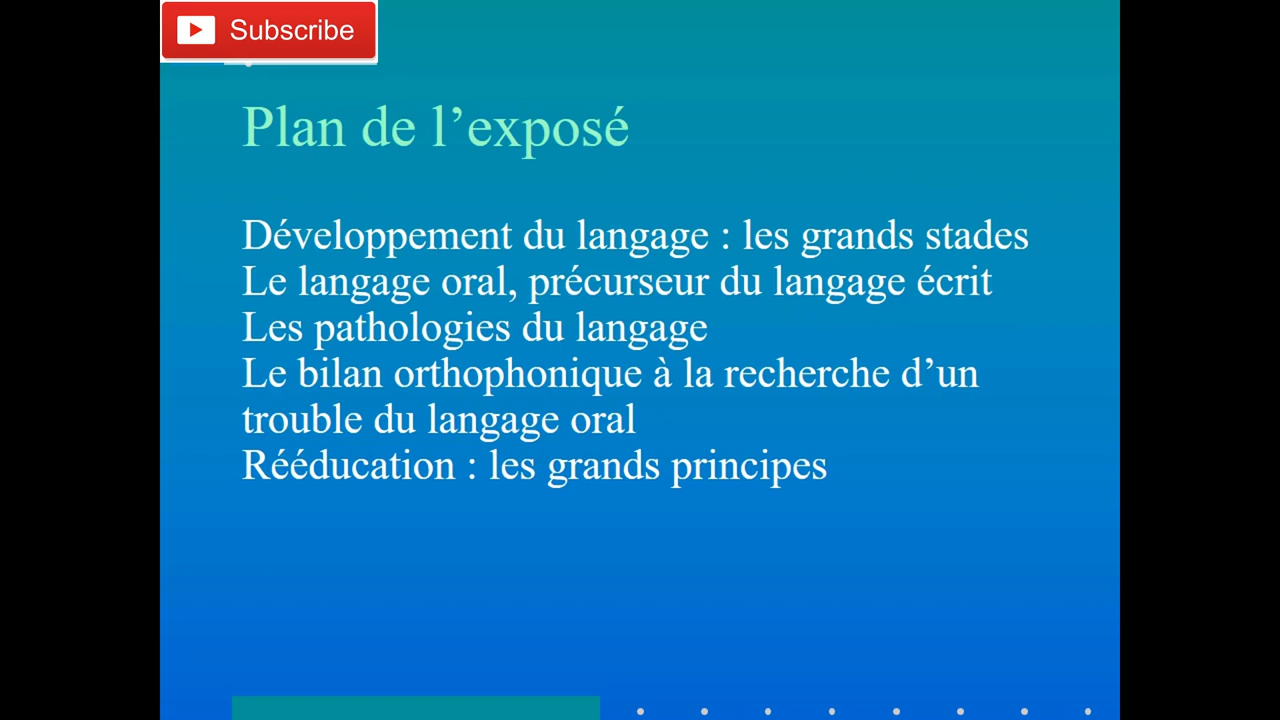 Subscribe
Plan de l’exposé
Développement du langage : les grands stades
Le langage oral, précurseur du langage écrit
Les pathologies du langage
Le bilan orthophonique à la recherche d’un
trouble du langage oral
Rééducation : les grands principes